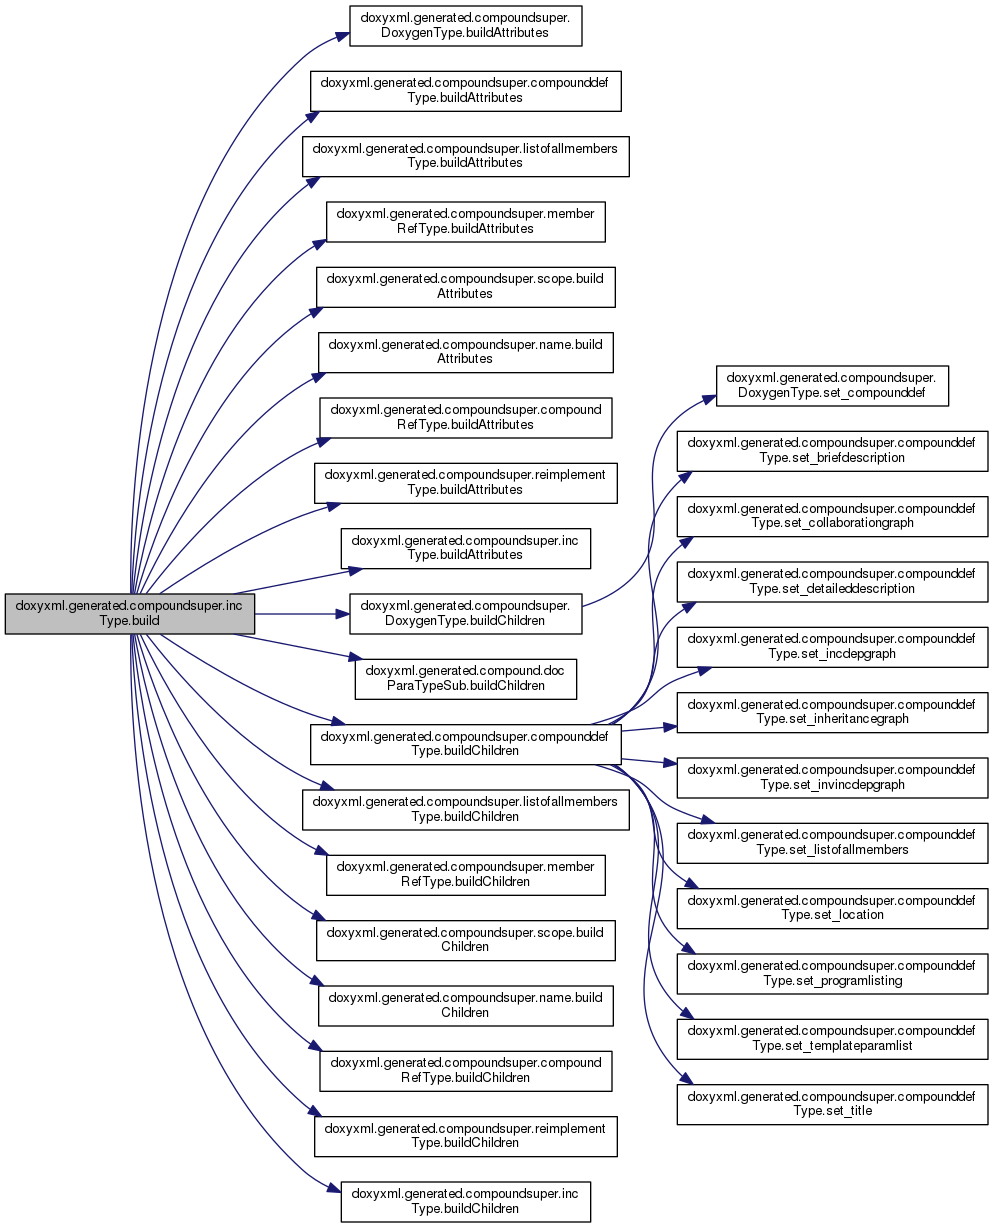 doxyxml.generated.compoundsuper.inc
Type.build
doxyxml.generated.compoundsuper.
DoxygenType.buildAttributes
doxyxml.generated.compoundsuper.compounddef
Type.buildAttributes
doxyxml.generated.compoundsuper.listofallmembers
Type.buildAttributes
doxyxml.generated.compoundsuper.member
RefType.buildAttributes
doxyxml.generated.compoundsuper.scope.build
Attributes
doxyxml.generated.compoundsuper.name.build
Attributes
doxyxml.generated.compoundsuper.compound
RefType.buildAttributes
doxyxml.generated.compoundsuper.reimplement
Type.buildAttributes
doxyxml.generated.compoundsuper.inc
Type.buildAttributes
doxyxml.generated.compoundsuper.
DoxygenType.buildChildren
doxyxml.generated.compound.doc
ParaTypeSub.buildChildren
doxyxml.generated.compoundsuper.compounddef
Type.buildChildren
doxyxml.generated.compoundsuper.listofallmembers
Type.buildChildren
doxyxml.generated.compoundsuper.member
RefType.buildChildren
doxyxml.generated.compoundsuper.scope.build
Children
doxyxml.generated.compoundsuper.name.build
Children
doxyxml.generated.compoundsuper.compound
RefType.buildChildren
doxyxml.generated.compoundsuper.reimplement
Type.buildChildren
doxyxml.generated.compoundsuper.inc
Type.buildChildren
doxyxml.generated.compoundsuper.
DoxygenType.set_compounddef
doxyxml.generated.compoundsuper.compounddef
Type.set_briefdescription
doxyxml.generated.compoundsuper.compounddef
Type.set_collaborationgraph
doxyxml.generated.compoundsuper.compounddef
Type.set_detaileddescription
doxyxml.generated.compoundsuper.compounddef
Type.set_incdepgraph
doxyxml.generated.compoundsuper.compounddef
Type.set_inheritancegraph
doxyxml.generated.compoundsuper.compounddef
Type.set_invincdepgraph
doxyxml.generated.compoundsuper.compounddef
Type.set_listofallmembers
doxyxml.generated.compoundsuper.compounddef
Type.set_location
doxyxml.generated.compoundsuper.compounddef
Type.set_programlisting
doxyxml.generated.compoundsuper.compounddef
Type.set_templateparamlist
doxyxml.generated.compoundsuper.compounddef
Type.set_title